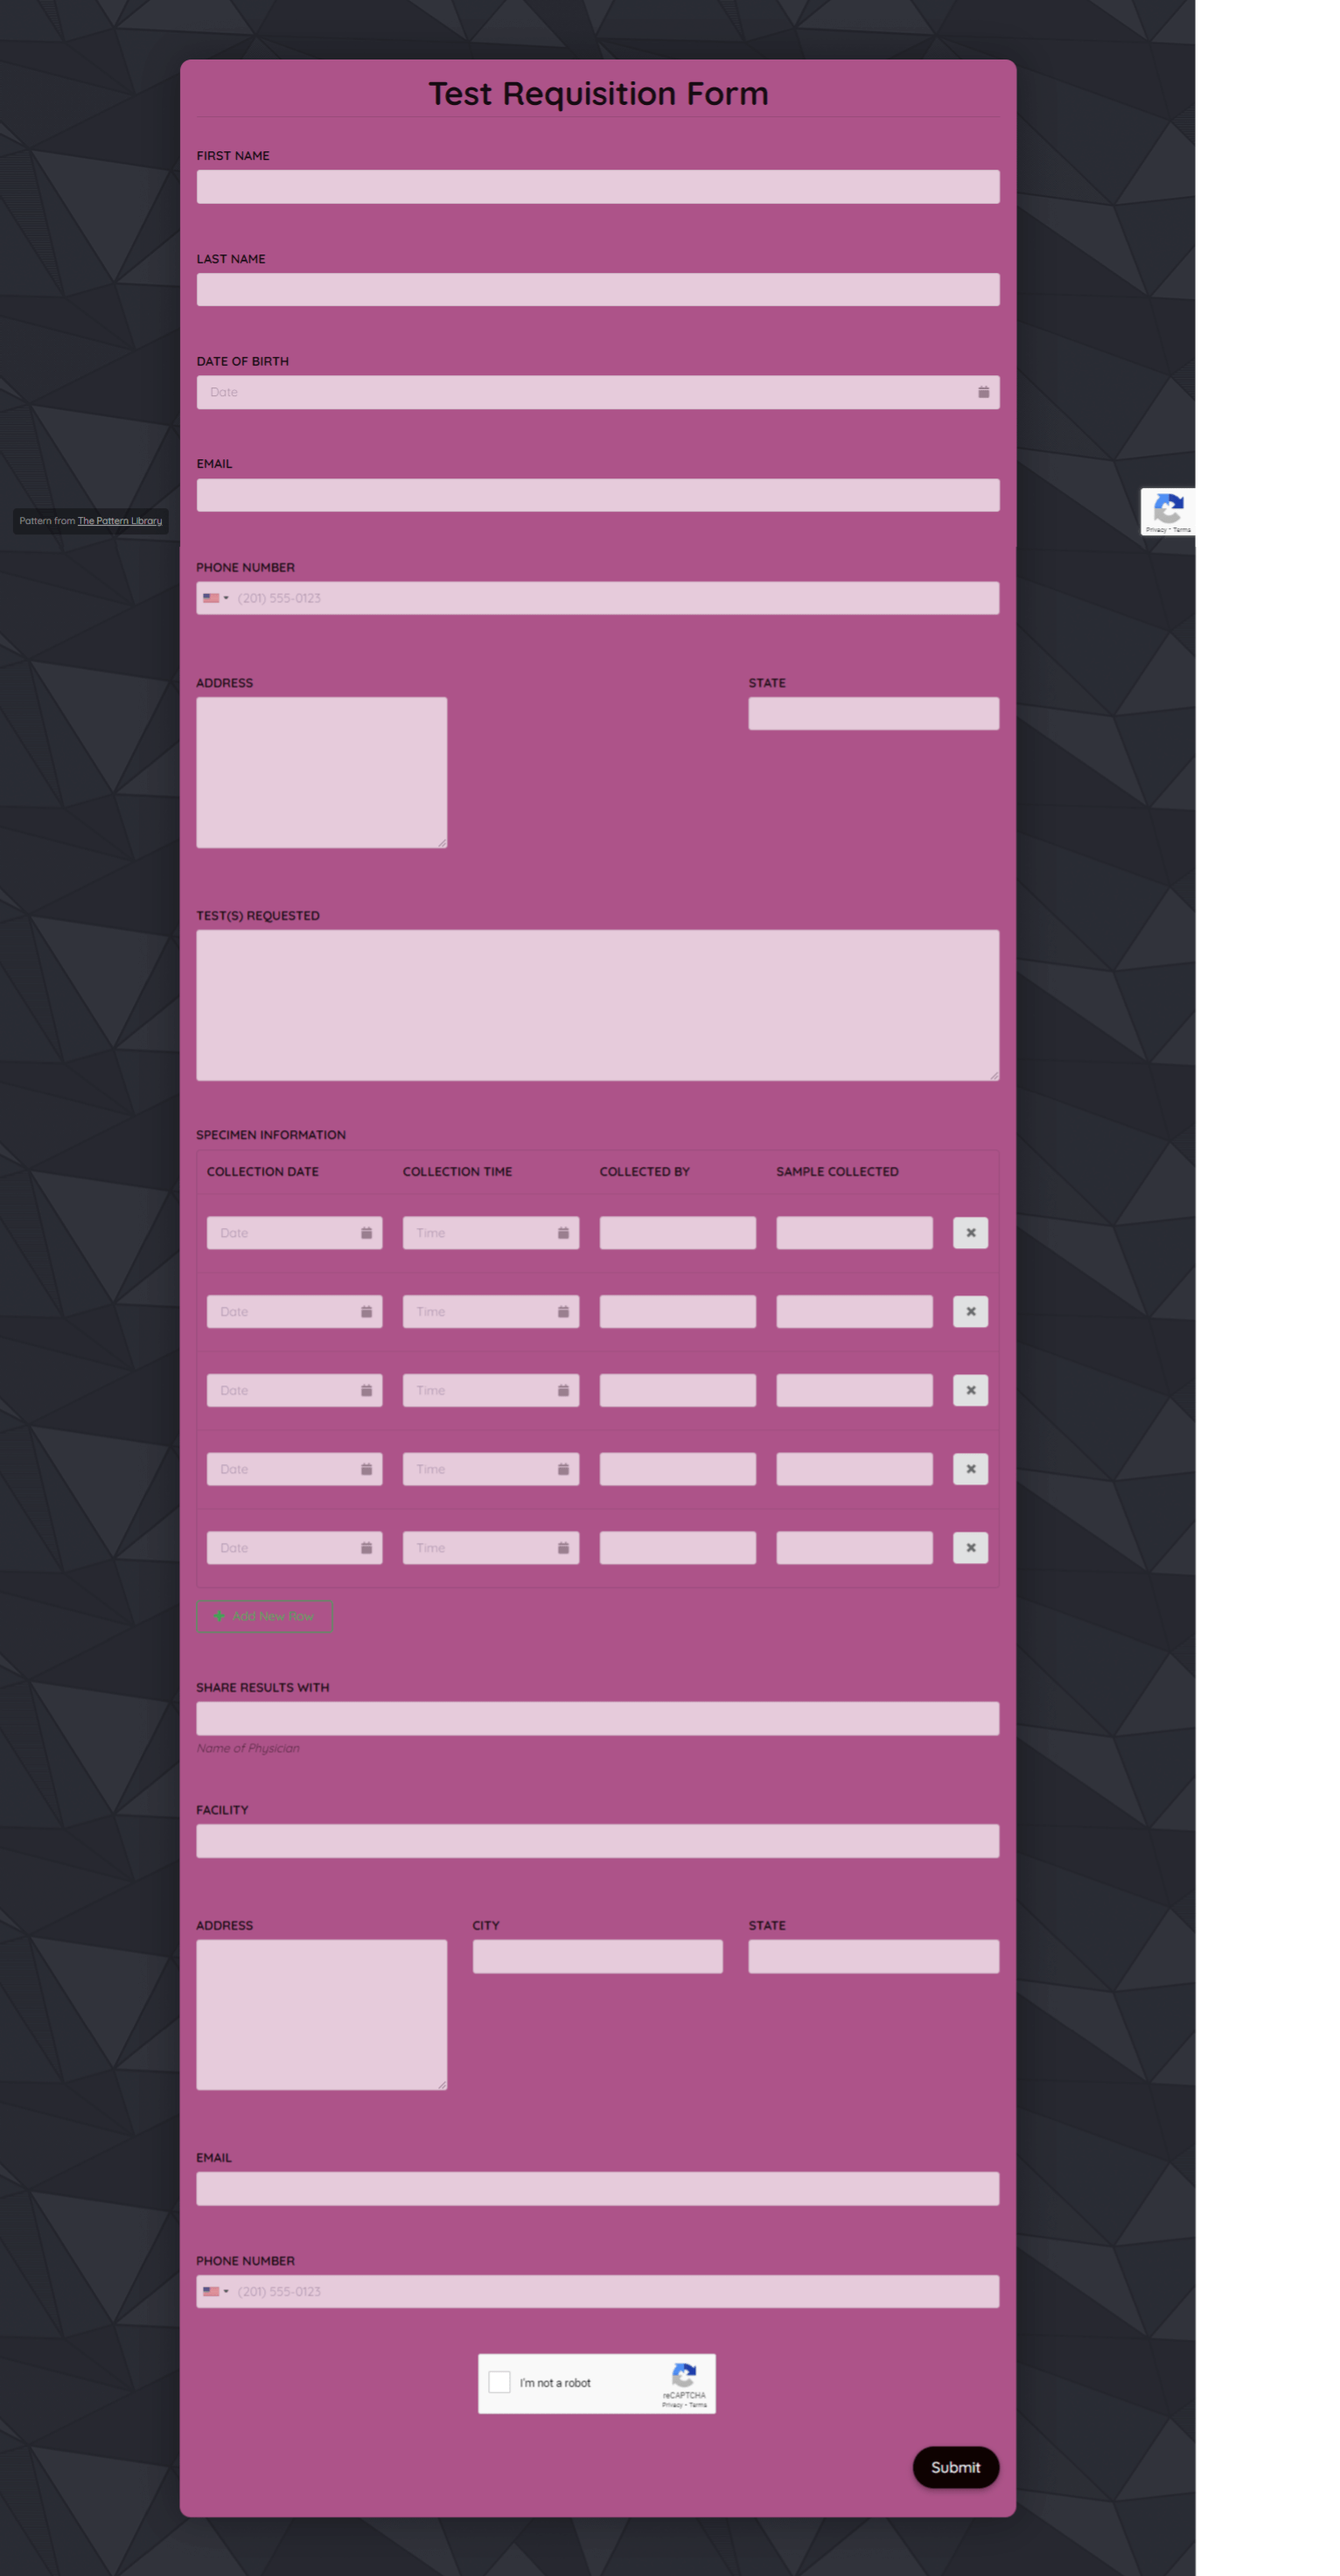 Test Requisition Form
FIRST NAME
LAST NAME
DATE OF BIRTH
Date
EMAIL
Pattern from The Pattern Library
Privacy - Terms
PHONE NUMBER
(201) 555-0123
ADDRESS STATE
TEST(S) REQUESTED
SPECIMEN INFORMATION
COLLECTION DATE COLLECTION TIME COLLECTED BY SAMPLE COLLECTED
Date Time
Date Time
Date Time
Date Time
Date Time
Add New Row
SHARE RESULTS WITH
Name of Physician
FACILITY
ADDRESS CITY STATE
EMAIL
PHONE NUMBER
(201) 555-0123
I'm not a robot
reCAPTCHA
Privacy - Terms
Submit